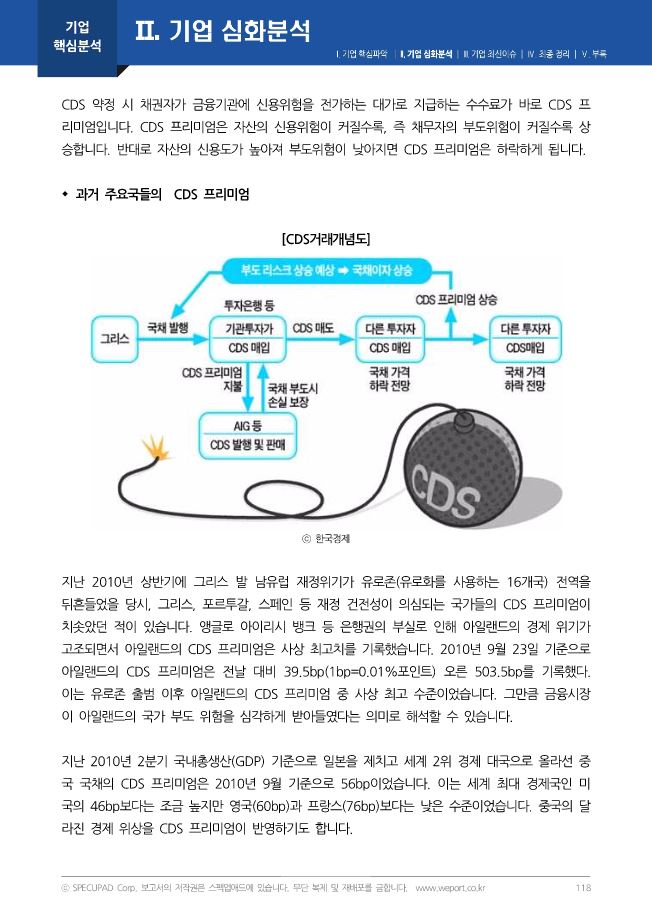 기업
핵심분석
Ⅱ. 기업 심화분석
Ⅰ. 기업 핵심파악 | Ⅱ. 기업 심화분석 | Ⅲ. 기업 최신이슈 | Ⅳ. 최종 정리 | Ⅴ. 부록
CDS 약정 시 채권자가 금융기관에 신용위험을 전가하는 대가로 지급하는 수수료가 바로 CDS 프
리미엄입니다. CDS 프리미엄은 자산의 신용위험이 커질수록, 즉 채무자의 부도위험이 커질수록 상
승합니다. 반대로 자산의 신용도가 높아져 부도위험이 낮아지면 CDS 프리미엄은 하락하게 됩니다.
◆ 과거 주요국들의 CDS 프리미엄
[CDS거래개념도]
부도 리스크 상승 예상 ➡ 국채이자 상승
CDS 프리미엄 상승
투자은행 등
그리스
국채 발행
기관투자가
CDS 매입
CDS 매도
다른 투자자
CDS 매입
다른 투자자
CDS매입
국채 가격
하락 전망
국채 가격
하락 전망
CDS 프리미엄
지불
국채 부도시
손실 보장
AIG 등
CDS 발행 및 판매
CDS
ⓒ 한국경제
지난 2010년 상반기에 그리스 발 남유럽 재정위기가 유로존(유로화를 사용하는 16개국) 전역을
뒤흔들었을 당시, 그리스, 포르투갈, 스페인 등 재정 건전성이 의심되는 국가들의 CDS 프리미엄이
치솟았던 적이 있습니다. 앵글로 아이리시 뱅크 등 은행권의 부실로 인해 아일랜드의 경제 위기가
고조되면서 아일랜드의 CDS 프리미엄은 사상 최고치를 기록했습니다. 2010년 9월 23일 기준으로
아일랜드의 CDS 프리미엄은 전날 대비 39.5bp(1bp=0.01%포인트) 오른 503.5bp를 기록했다.
이는 유로존 출범 이후 아일랜드의 CDS 프리미엄 중 사상 최고 수준이었습니다. 그만큼 금융시장
이 아일랜드의 국가 부도 위험을 심각하게 받아들였다는 의미로 해석할 수 있습니다.
지난 2010년 2분기 국내총생산(GDP) 기준으로 일본을 제치고 세계 2위 경제 대국으로 올라선 중
국 국채의 CDS 프리미엄은 2010년 9월 기준으로 56bp이었습니다. 이는 세계 최대 경제국인 미
국의 46bp보다는 조금 높지만 영국(60bp)과 프랑스(76bp)보다는 낮은 수준이었습니다. 중국의 달
라진 경제 위상을 CDS 프리미엄이 반영하기도 합니다.
ⓒ SPECUPAD Corp. 보고서의 저작권은 스펙업애드에 있습니다. 무단 복제 및 재배포를 금합니다. www.weport.co.kr
118